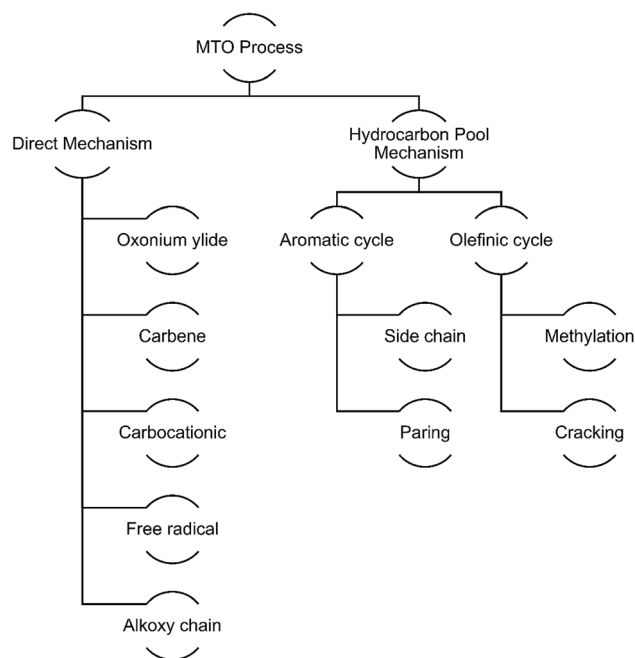 MTO Process
Direct Mechanism
Hydrocarbon Pool
Mechanism
Oxonium ylide
Aromatic cycle
Olefinic cycle
Carbene
Side chain
Methylation
Carbocationic
Paring
Cracking
Free radical
Alkoxy chain